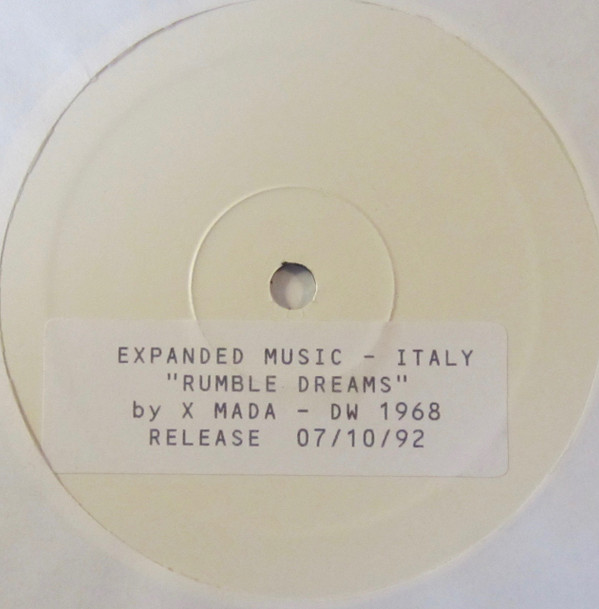 EXPANDED MUSIC - ITALY
"RUMBLE DREAMS"
by X MADA - DW 1968
RELEASE 07/10/92